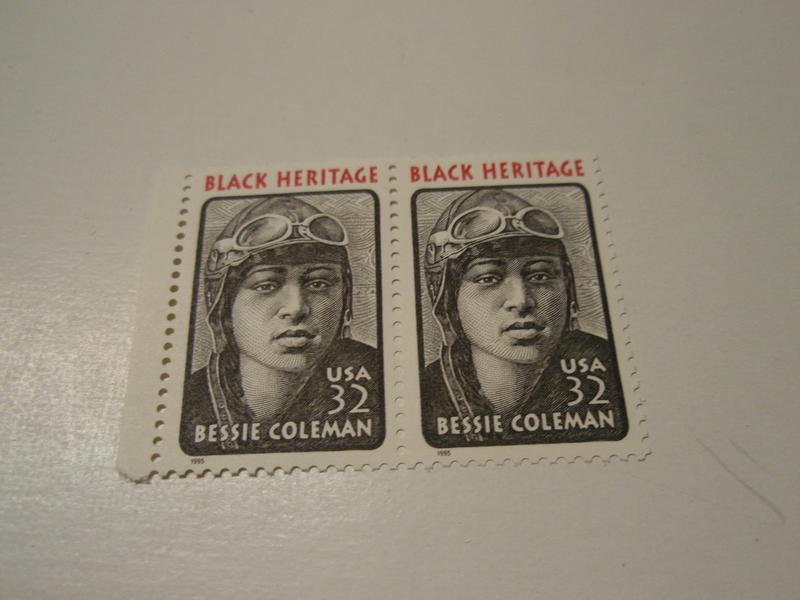 BLACK HERITAGE
USA
32
BESSIE COLEMAN
1995
BLACK HERITAGE
USA
32
BESSIE COLEMAN
1995